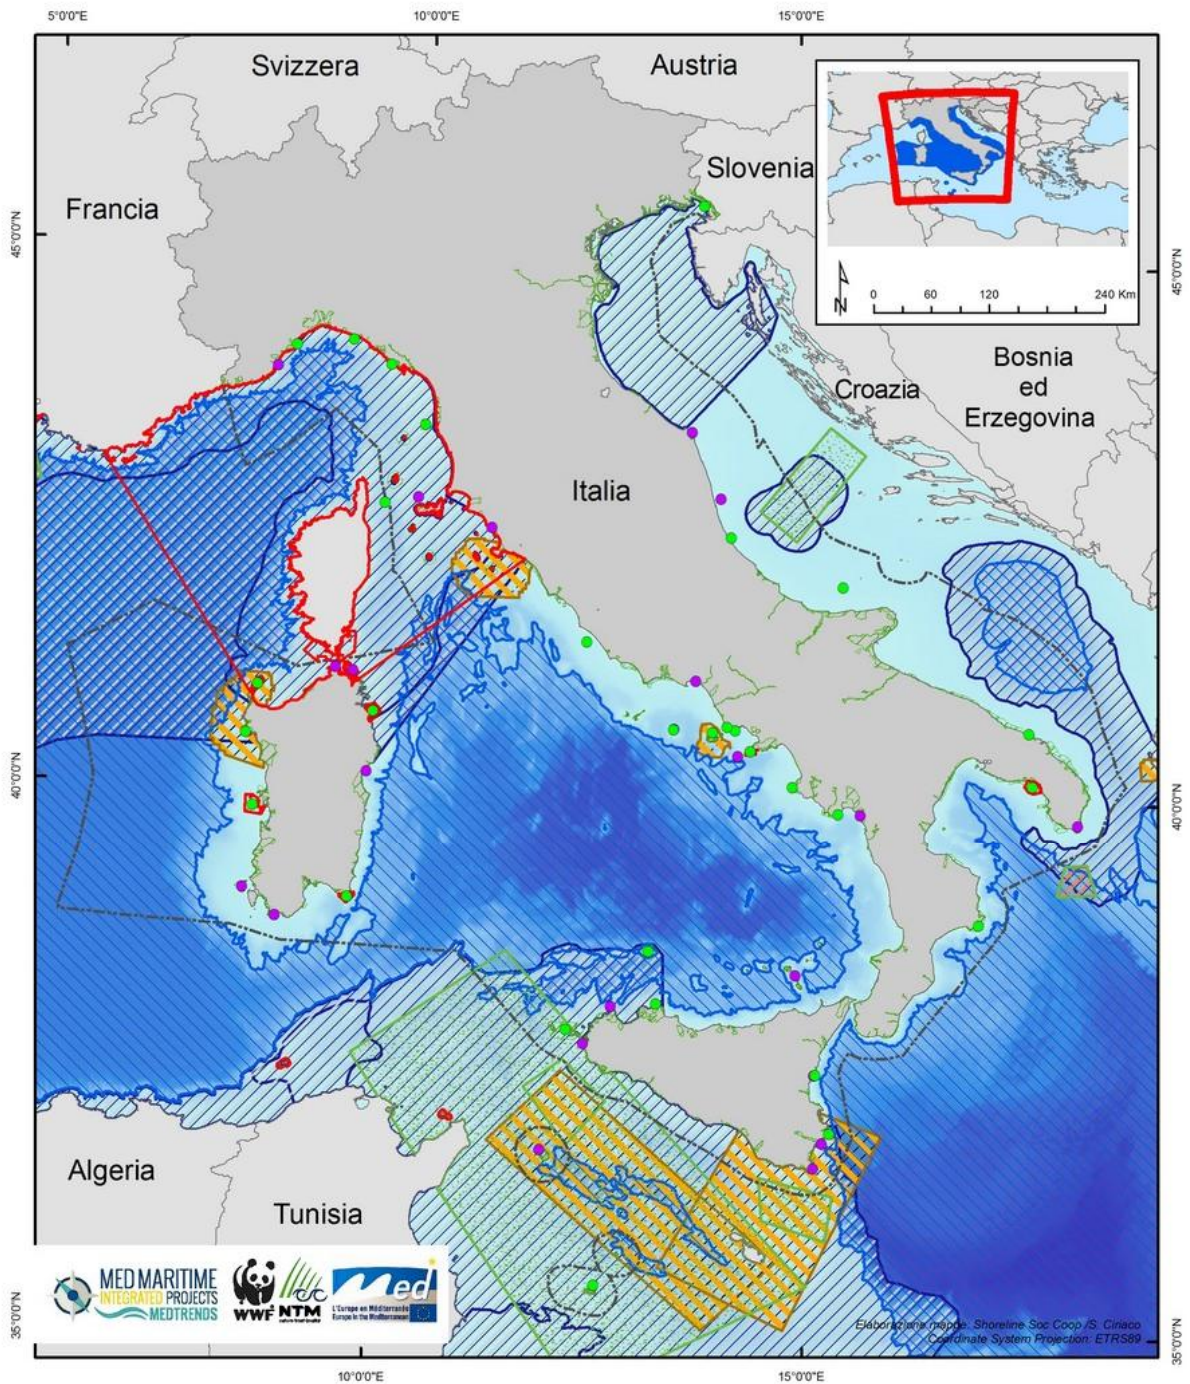 5°0'0"E
10°0'0"E
15°0'0"E
Svizzera
Austria
Slovenia
Francia
45°0'0"N
45°0'0"N
N
0 60 120 240 Km
Bosnia
ed
Erzegovina
Croazia
Italia
40°0'0"N
40°0'0"N
Algeria
Tunisia
MED MARITIME
INTEGRATED PROJECTS
MEDTRENDS
WWF
NTM
Med
L'Europe en Méditerranée
Europe in the Mediterranean
Elaborazione mappe: Shoreline Soc Coop /S. Ciriaco
Coordinate System Projection: ETRS89
35°0'0"N
35°0'0"N
10°0'0"E
15°0'0"E